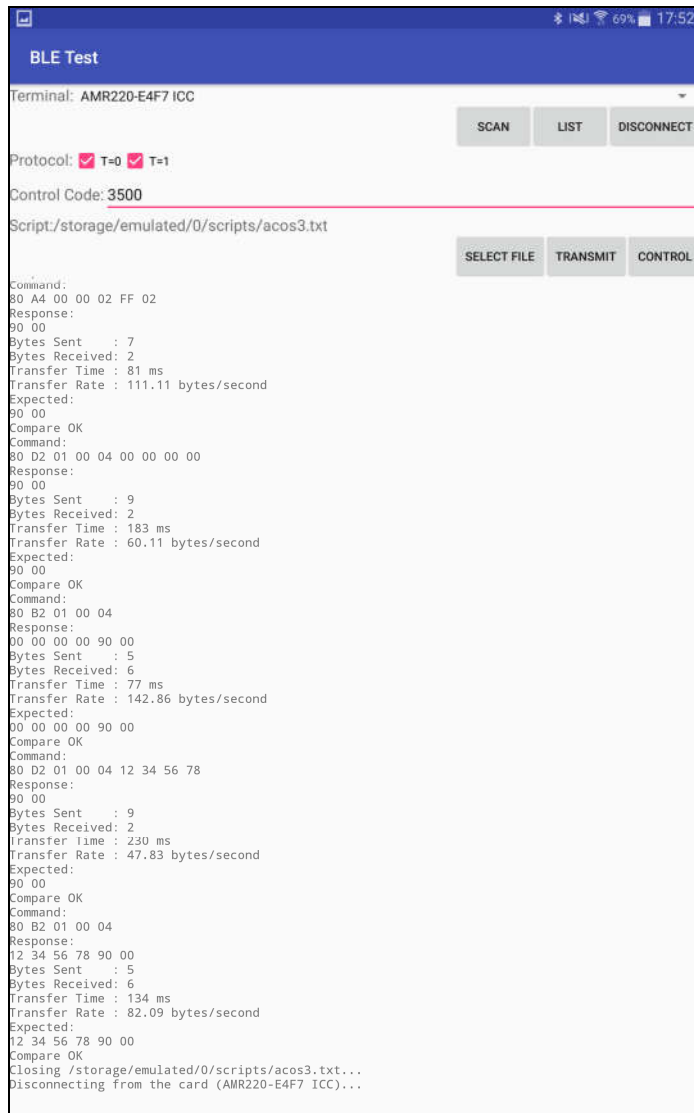 69% 17:52
BLE Test
Terminal: AMR220-E4F7 ICC
SCAN LIST DISCONNECT
Protocol: T=0 T=1
Control Code: 3500
Script:/storage/emulated/0/scripts/acos3.txt
SELECT FILE TRANSMIT CONTROL
Command:
80 A4 00 00 02 FF 02
Response:
90 00
Bytes Sent    : 7
Bytes Received: 2
Transfer Time : 81 ms
Transfer Rate : 111.11 bytes/second
Expected:
90 00
Compare OK
Command:
80 D2 01 00 04 00 00 00 00
Response:
90 00
Bytes Sent    : 9
Bytes Received: 2
Transfer Time : 183 ms
Transfer Rate : 60.11 bytes/second
Expected:
90 00
Compare OK
Command:
80 B2 01 00 04
Response:
00 00 00 00 90 00
Bytes Sent    : 5
Bytes Received: 6
Transfer Time : 77 ms
Transfer Rate : 142.86 bytes/second
Expected:
00 00 00 00 90 00
Compare OK
Command:
80 D2 01 00 04 12 34 56 78
Response:
90 00
Bytes Sent    : 9
Bytes Received: 2
Transfer Time : 230 ms
Transfer Rate : 47.83 bytes/second
Expected:
90 00
Compare OK
Command:
80 B2 01 00 04
Response:
12 34 56 78 90 00
Bytes Sent    : 5
Bytes Received: 6
Transfer Time : 134 ms
Transfer Rate : 82.09 bytes/second
Expected:
12 34 56 78 90 00
Compare OK
Closing /storage/emulated/0/scripts/acos3.txt...
Disconnecting from the card (AMR220-E4F7 ICC)...